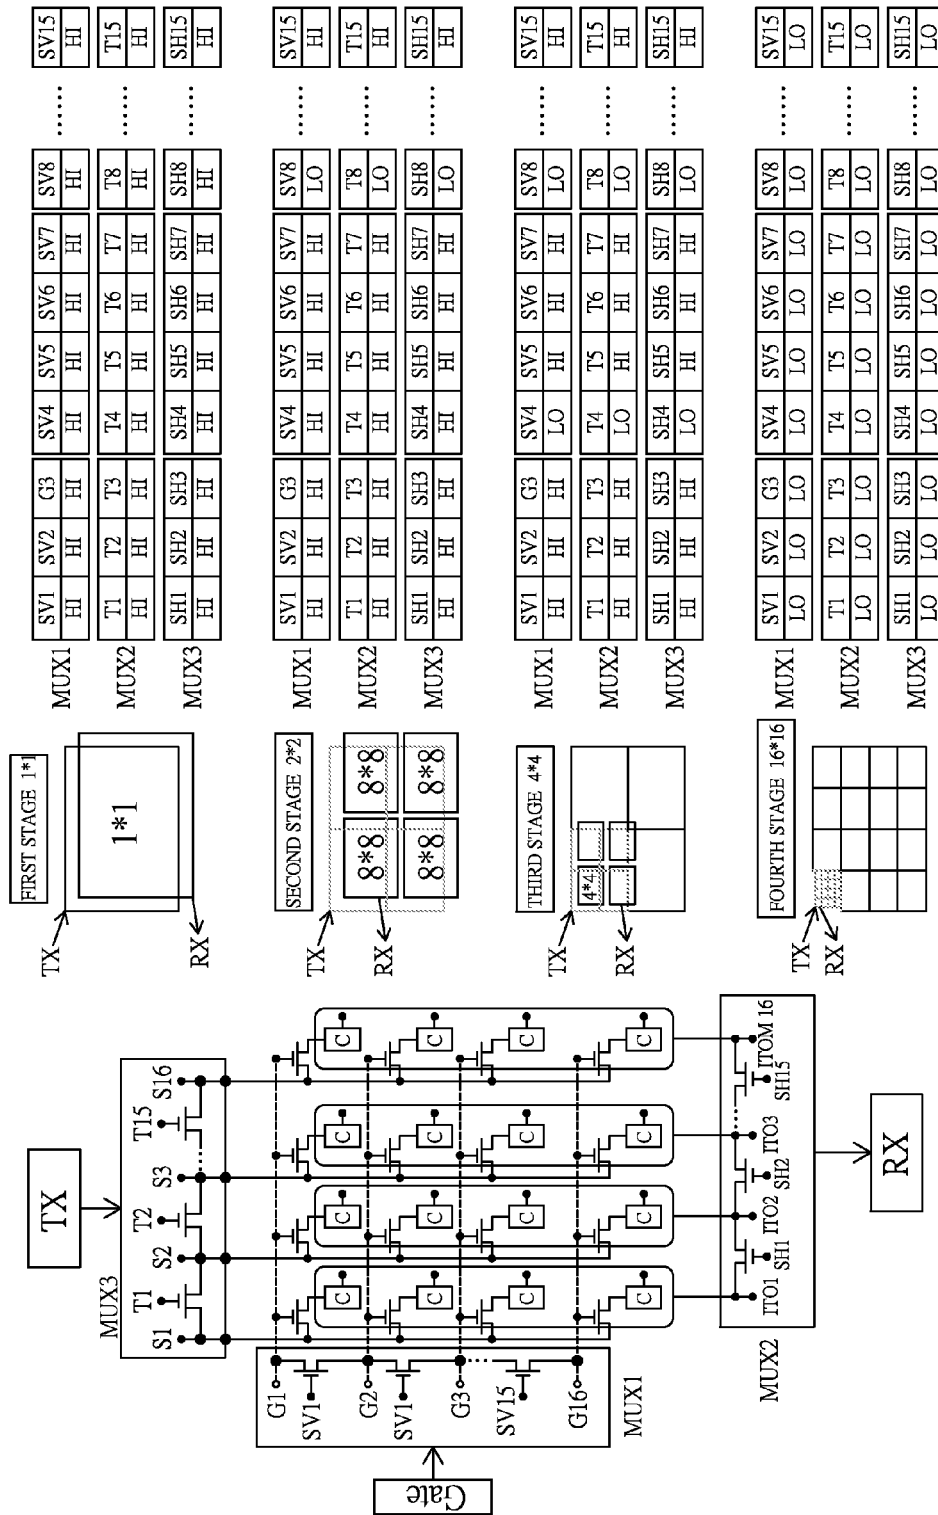 TX
MUX3
S1 T1 S2 T2 S3 T15 S16
Gate
G1
SV1
G2
SV1
G3
SV15
G16
MUX1
C C C C
C C C C
C C C C
C C C C
MUX2
ITO1 SH1 ITO2 SH2 ITO3 SH15 ITOM 16
RX
FIRST STAGE 1*1
TX
1*1
RX
MUX1
SV1 SV2 G3 SV4 SV5 SV6 SV7 SV8 ...... SV15
HI HI HI HI HI HI HI HI HI
MUX2
T1 T2 T3 T4 T5 T6 T7 T8 ...... T15
HI HI HI HI HI HI HI HI HI
MUX3
SH1 SH2 SH3 SH4 SH5 SH6 SH7 SH8 ...... SH15
HI HI HI HI HI HI HI HI HI
SECOND STAGE 2*2
TX
8*8 8*8
8*8 8*8
RX
MUX1
SV1 SV2 G3 SV4 SV5 SV6 SV7 SV8 ...... SV15
HI HI HI HI HI HI HI LO HI
MUX2
T1 T2 T3 T4 T5 T6 T7 T8 ...... T15
HI HI HI HI HI HI HI LO HI
MUX3
SH1 SH2 SH3 SH4 SH5 SH6 SH7 SH8 ...... SH15
HI HI HI HI HI HI HI LO HI
THIRD STAGE 4*4
TX
4*4
RX
MUX1
SV1 SV2 G3 SV4 SV5 SV6 SV7 SV8 ...... SV15
HI HI HI LO HI HI HI LO HI
MUX2
T1 T2 T3 T4 T5 T6 T7 T8 ...... T15
HI HI HI LO HI HI HI LO HI
MUX3
SH1 SH2 SH3 SH4 SH5 SH6 SH7 SH8 ...... SH15
HI HI HI LO HI HI HI LO HI
FOURTH STAGE 16*16
TX
RX
MUX1
SV1 SV2 G3 SV4 SV5 SV6 SV7 SV8 ...... SV15
LO LO LO LO LO LO LO LO LO
MUX2
T1 T2 T3 T4 T5 T6 T7 T8 ...... T15
LO LO LO LO LO LO LO LO LO
MUX3
SH1 SH2 SH3 SH4 SH5 SH6 SH7 SH8 ...... SH15
LO LO LO LO LO LO LO LO LO